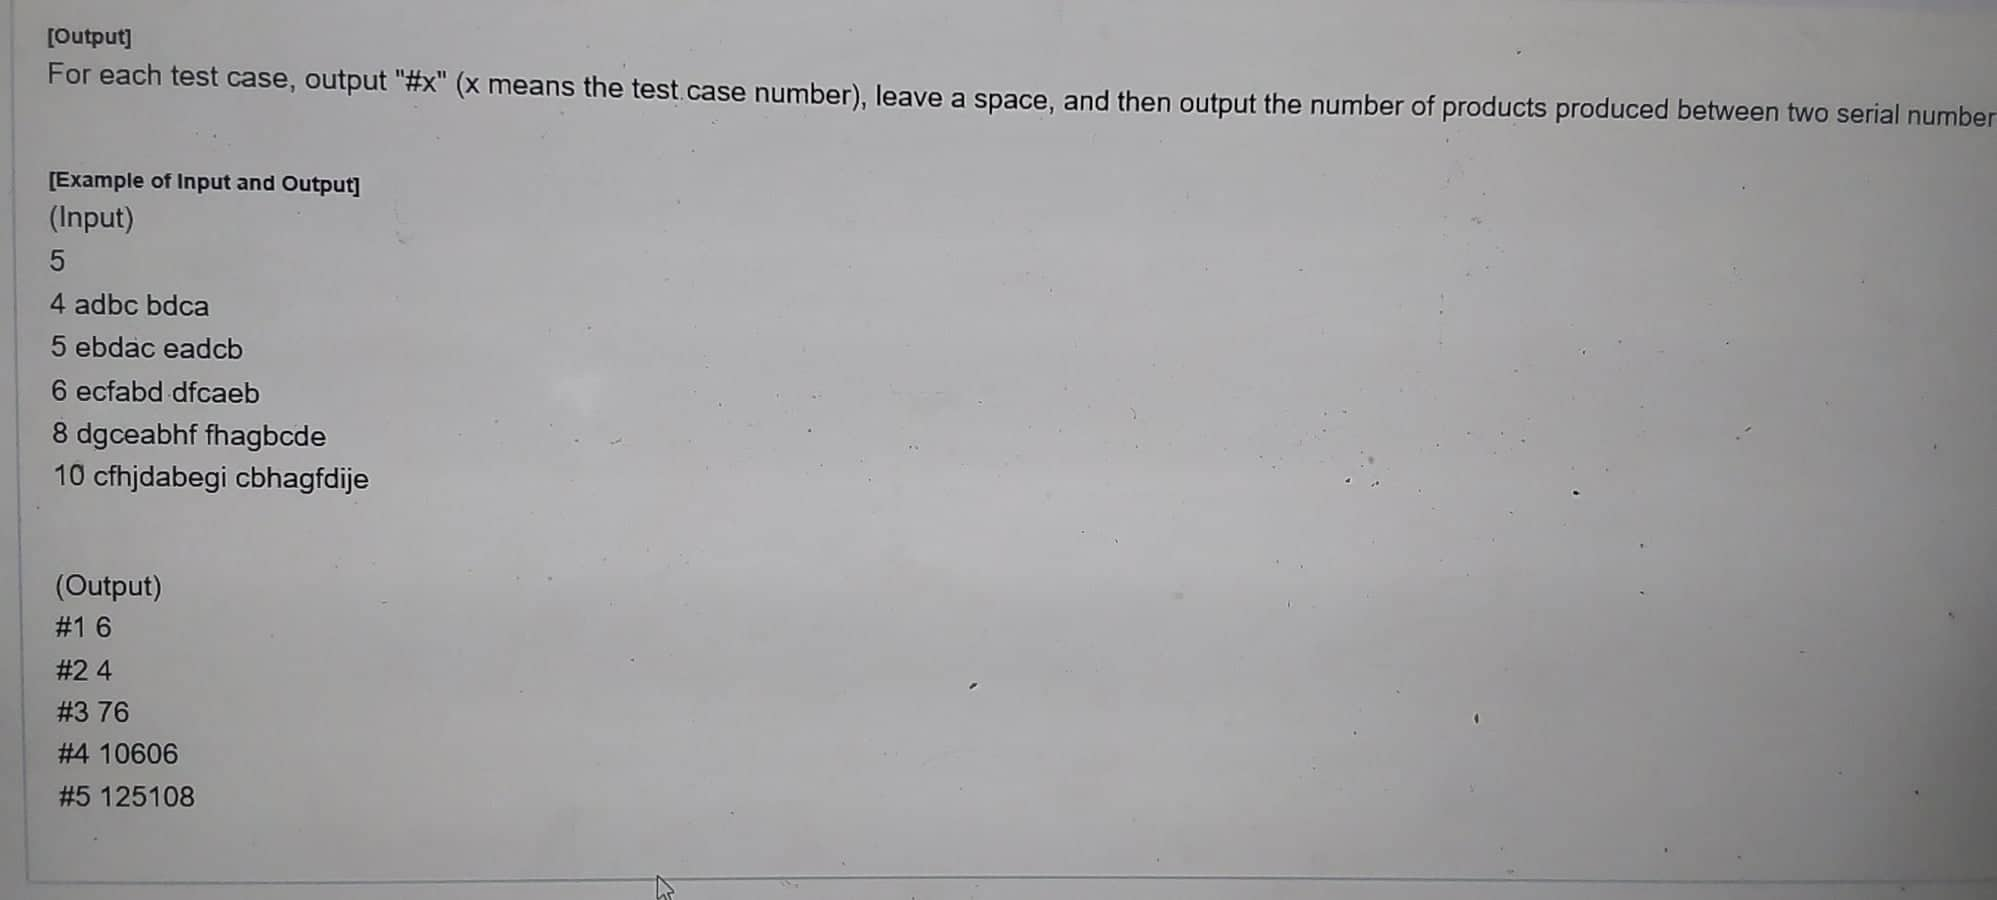 [Output]
For each test case, output "#x" (x means the test case number), leave a space, and then output the number of products produced between two serial number
[Example of Input and Output]
(Input)
5
4 adbc bdca
5 ebdac eadcb
6 ecfabd dfcaeb
8 dgceabhf fhagbcde
10 cfhjdabegi cbhagfdije
(Output)
#1 6
#2 4
#3 76
#4 10606
#5 125108